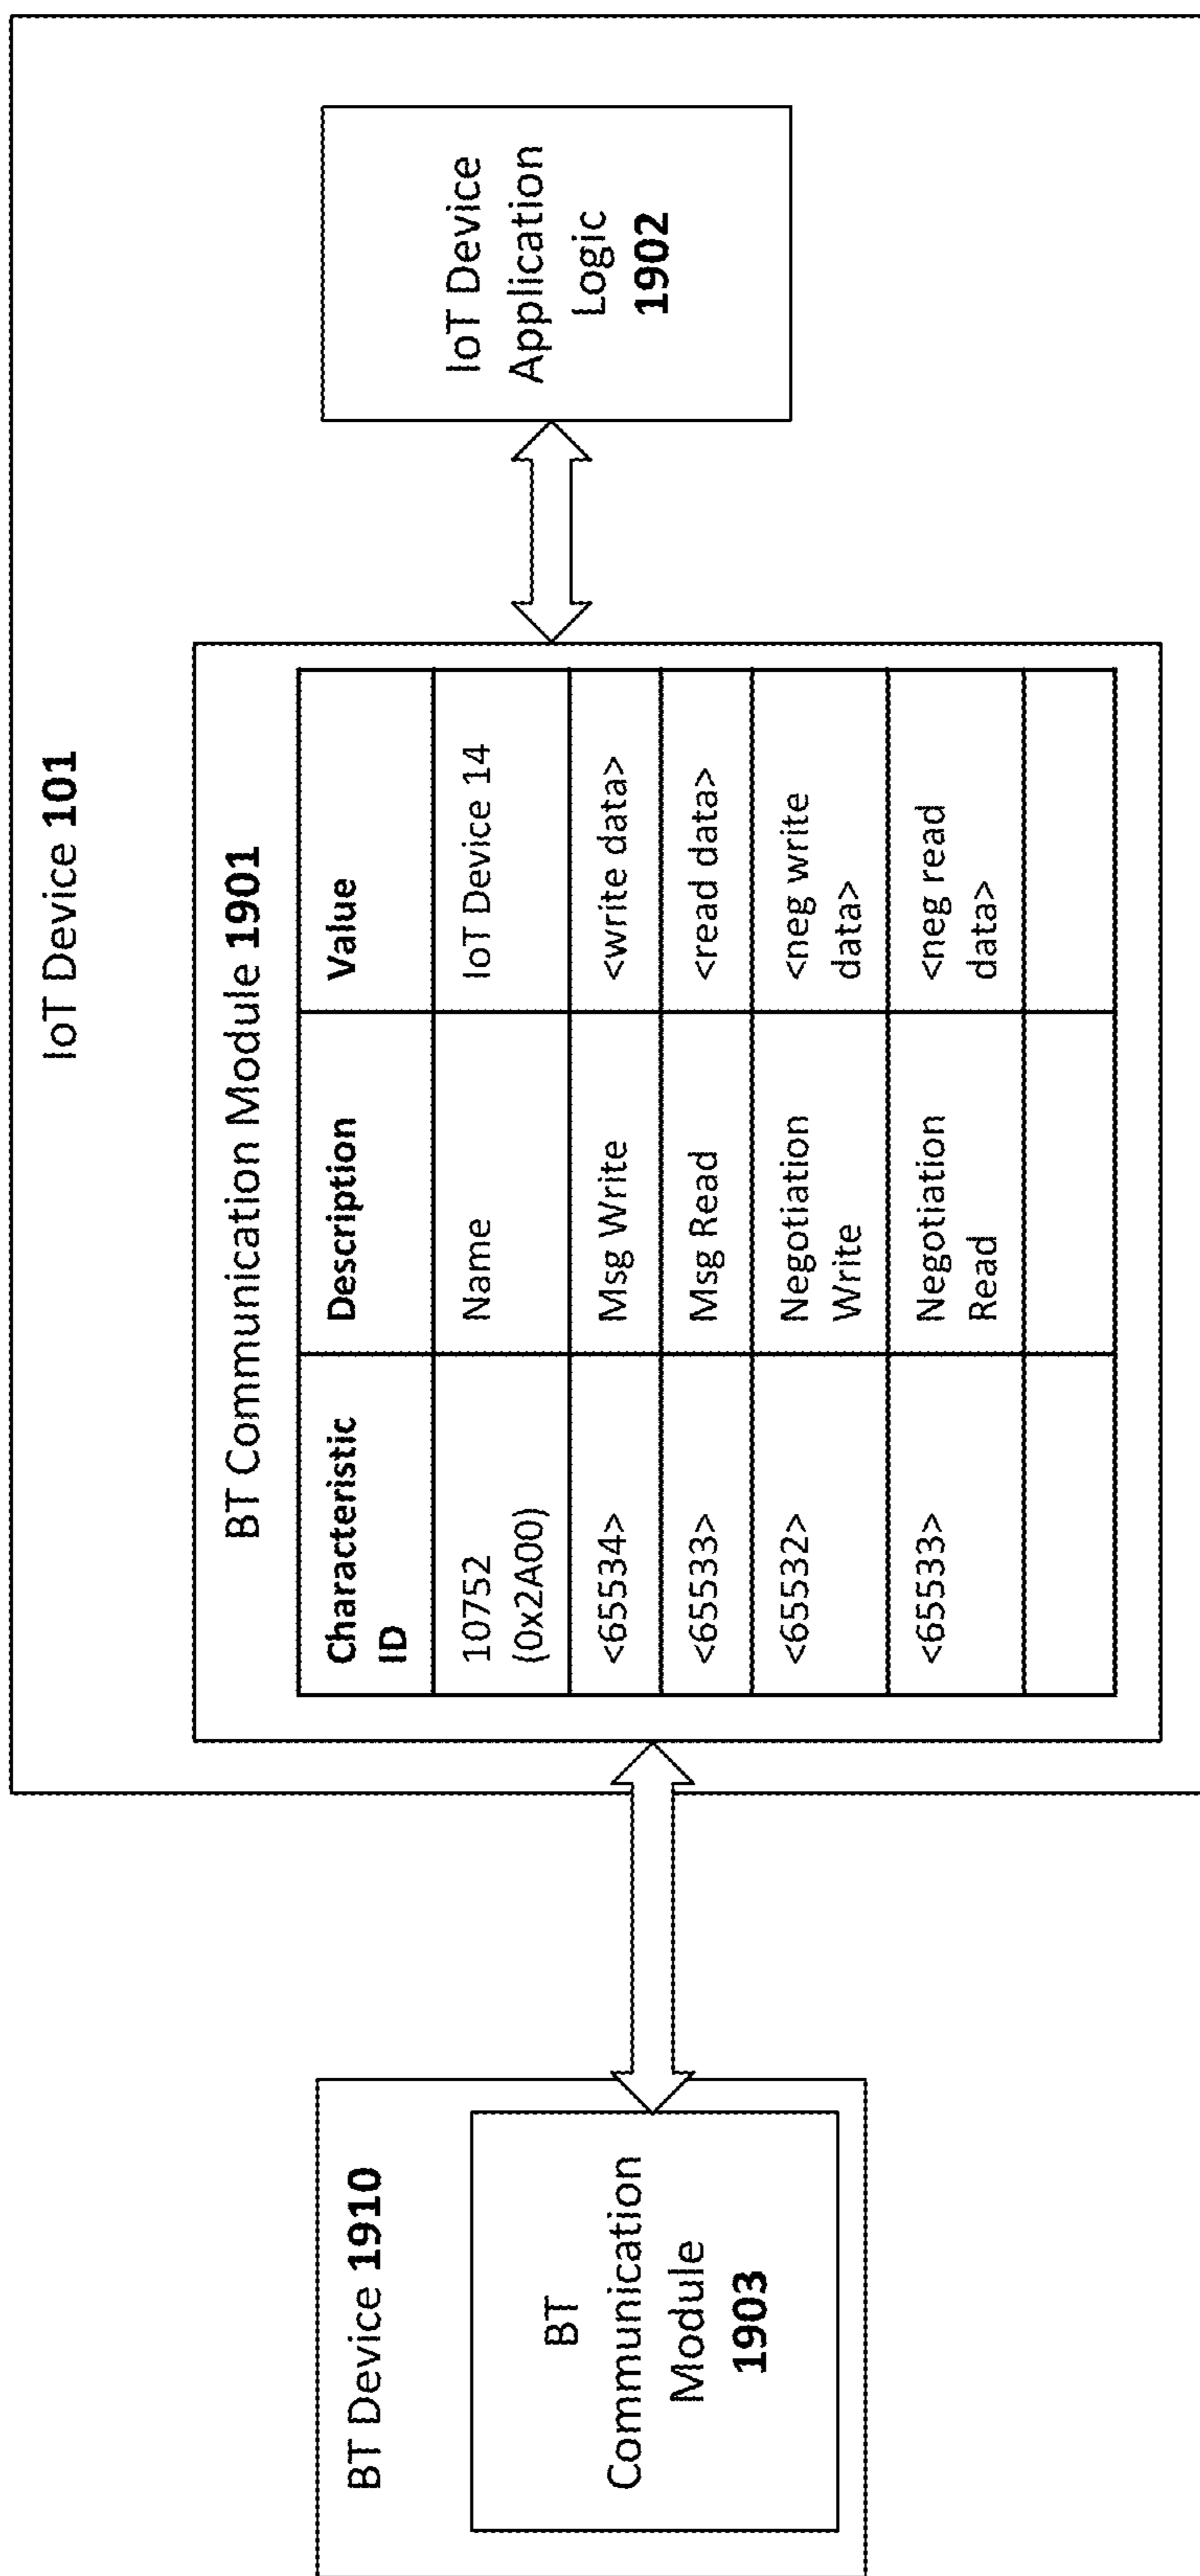 IoT Device 101
BT Device 1910
BT
Communication
Module
1903
BT Communication Module 1901
Characteristic
ID
Description
Value
10752
(0x2A00)
Name
IoT Device 14
<65534>
Msg Write
<write data>
<65533>
Msg Read
<read data>
<65532>
Negotiation
Write
<neg write
data>
<65533>
Negotiation
Read
<neg read
data>
IoT Device
Application
Logic
1902